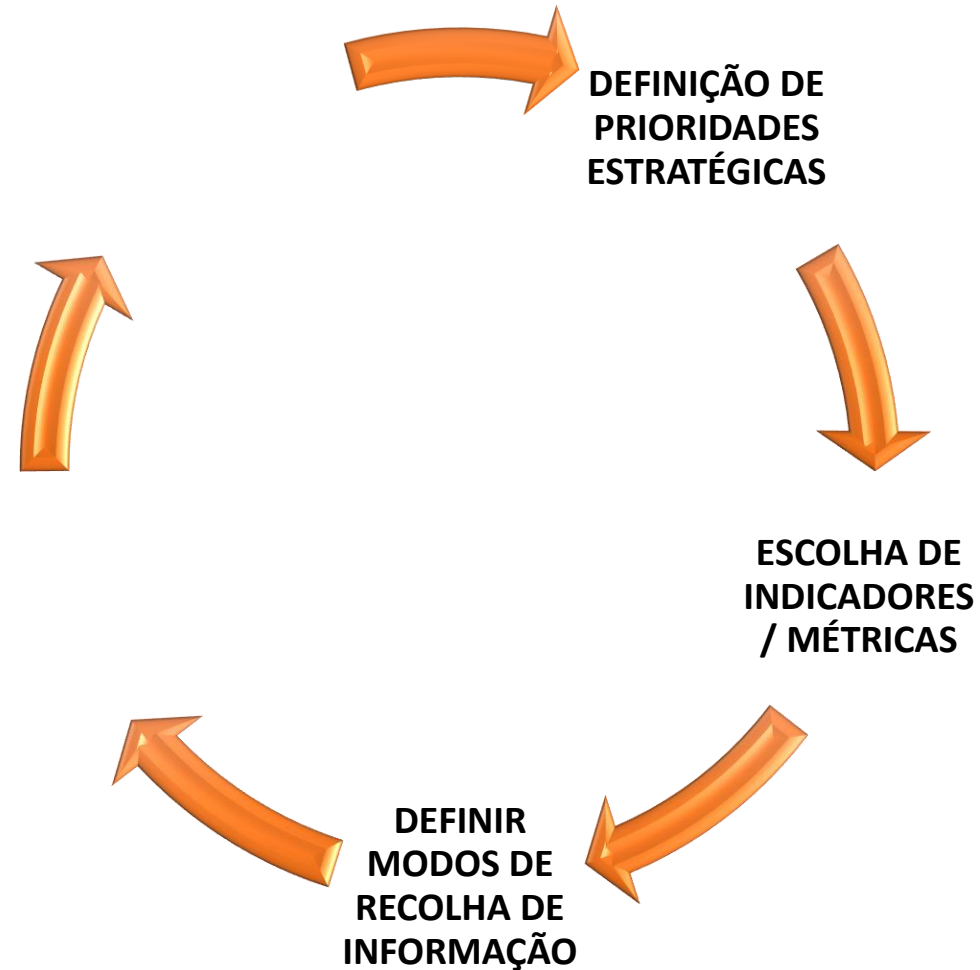 DEFINIÇÃO DE
PRIORIDADES
ESTRATÉGICAS
ESCOLHA DE
INDICADORES
/ MÉTRICAS
DEFINIR
MODOS DE
RECOLHA DE
INFORMAÇÃO